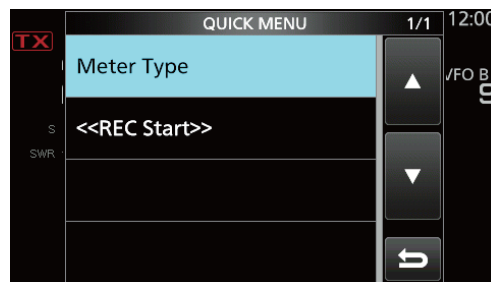 QUICK MENU 1/1 12:00
TX
Meter Type
VFO B
<<REC Start>>
S
SWR